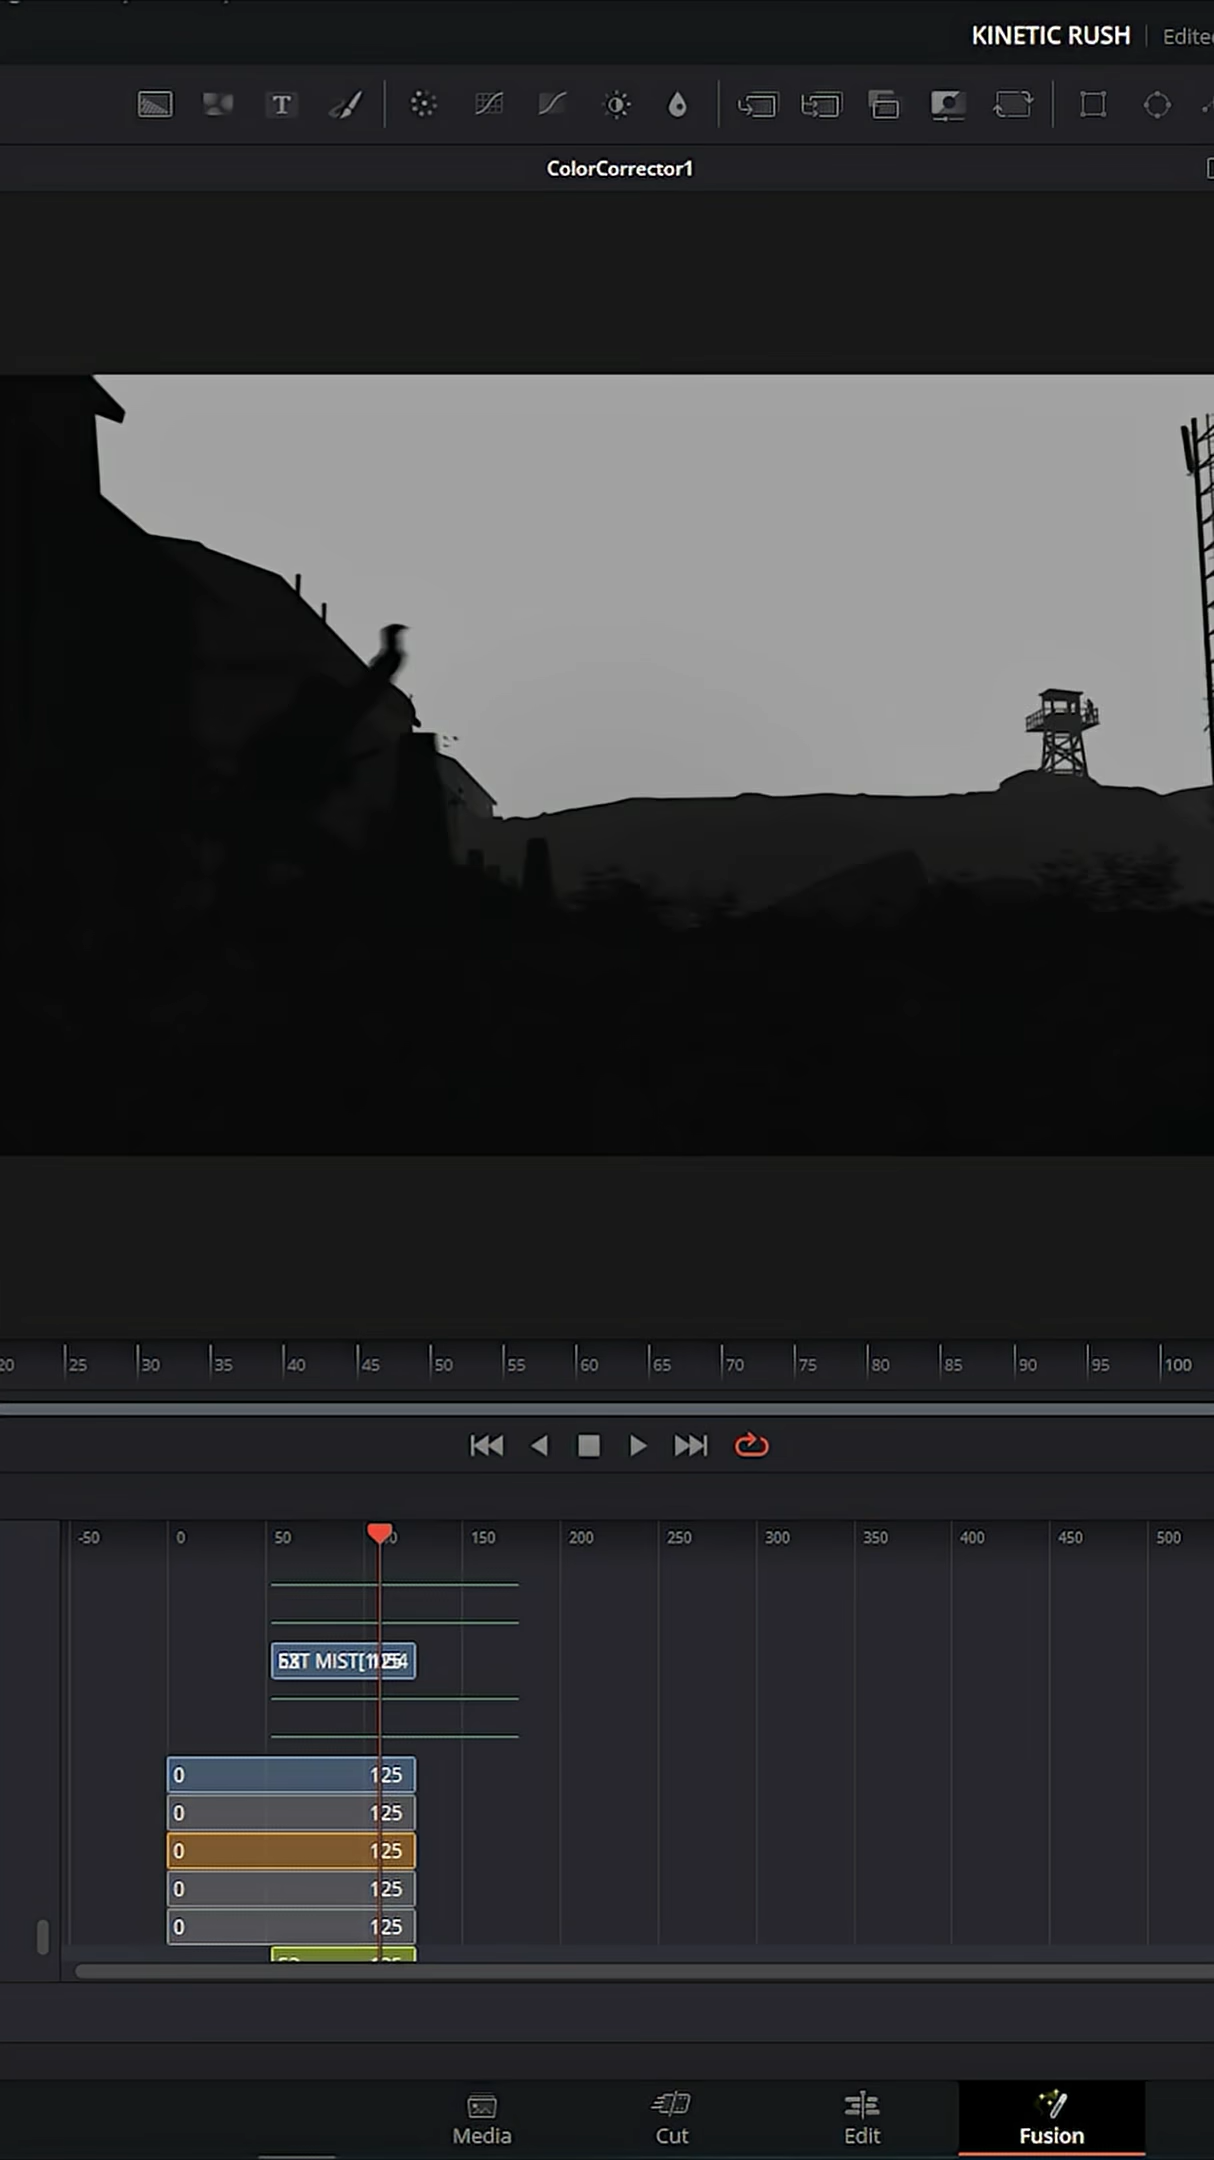 KINETIC RUSH
T
ColorCorrector1
25 30 35 40 45 50 55 60 65 70 75 80 85 90 95 100
-50 0 50 150 200 250 300 350 400 450 500
0 125
0 125
0 125
0 125
0 125
Media Cut Edit Fusion